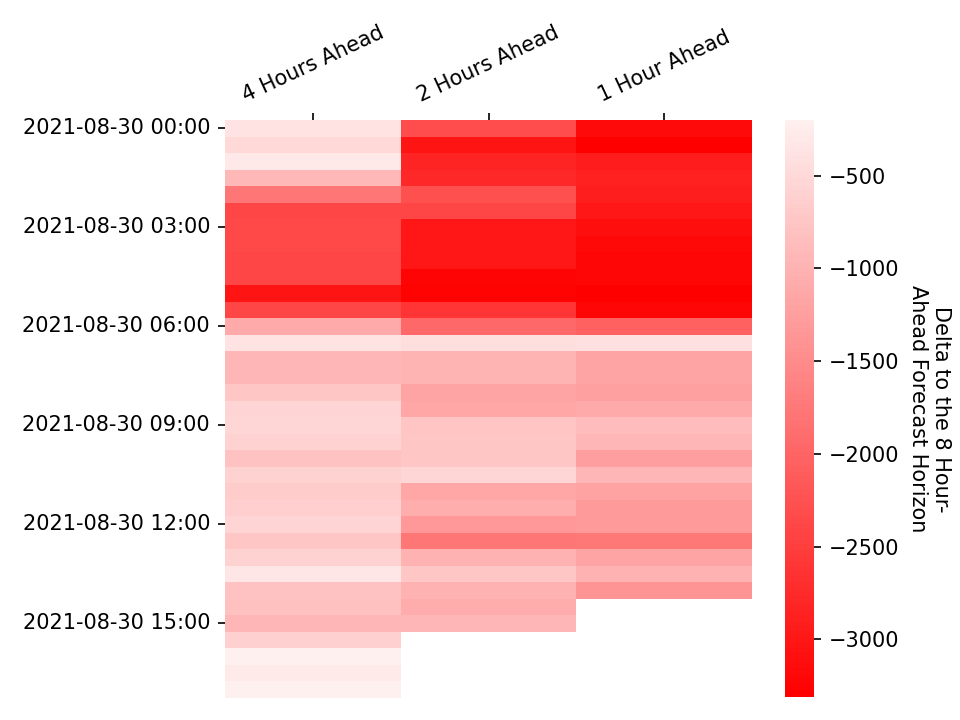 4 Hours Ahead
2 Hours Ahead
1 Hour Ahead
2021-08-30 00:00
2021-08-30 03:00
2021-08-30 06:00
2021-08-30 09:00
2021-08-30 12:00
2021-08-30 15:00
−500
−1000
−1500
−2000
−2500
−3000
Delta to the 8 Hour-
Ahead Forecast Horizon